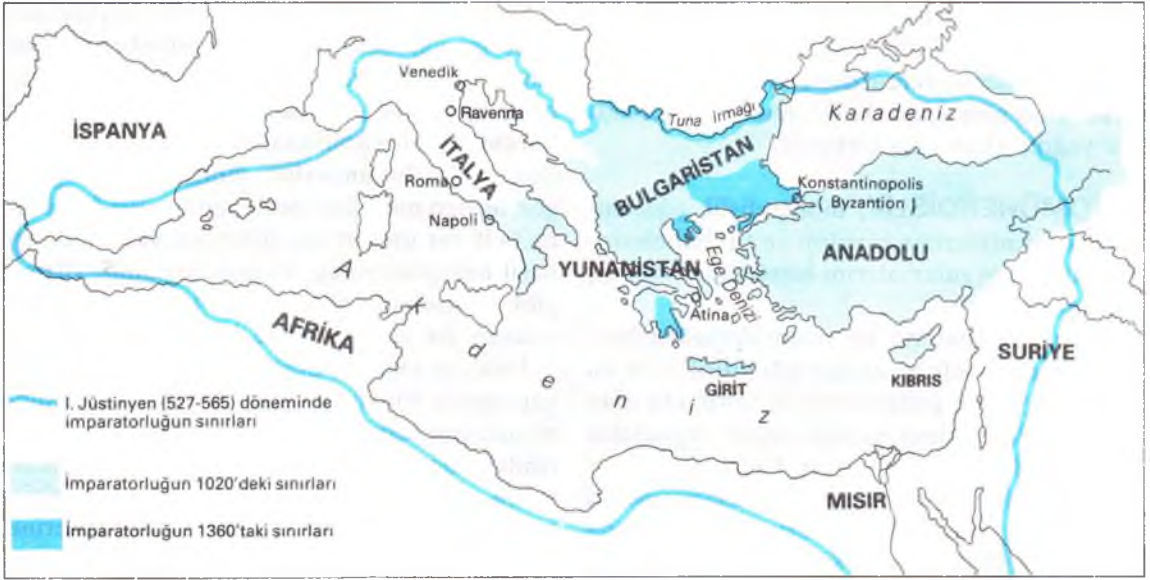 Venedik
Ravenna
İSPANYA
İTALYA
Roma
Napoli
Tuna Irmağı
Karadeniz
BULGARİSTAN
Konstantinopolis
( Byzantion )
YUNANİSTAN
Ege Denizi
ANADOLU
Atina
AFRİKA
A k d e n i z
GİRİT
KIBRIS
SURİYE
MISIR
I. Jüstinyen (527-565) döneminde
imparatorluğun sınırları
İmparatorluğun 1020'deki sınırları
İmparatorluğun 1360'taki sınırları